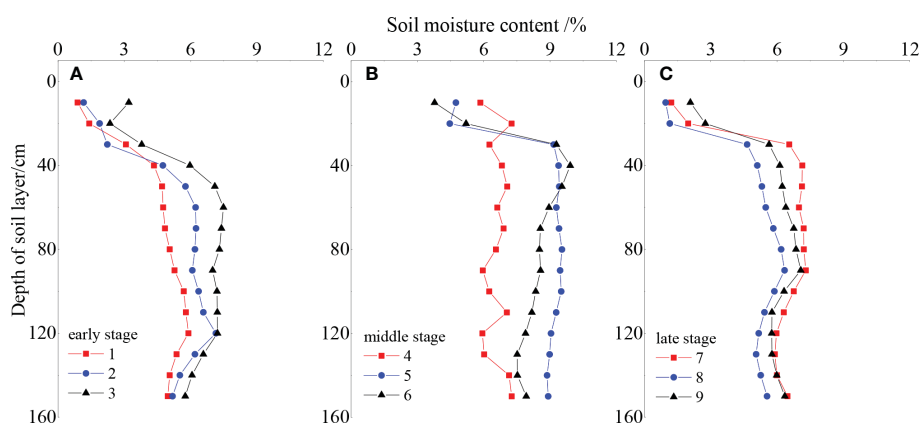 Soil moisture content /%
0 3 6 9 12 0 3 6 9 12 0 3 6 9 12
Depth of soil layer/cm
0
40
80
120
160
A
early stage
1
2
3
0
40
80
120
160
B
middle stage
4
5
6
0
40
80
120
160
C
late stage
7
8
9